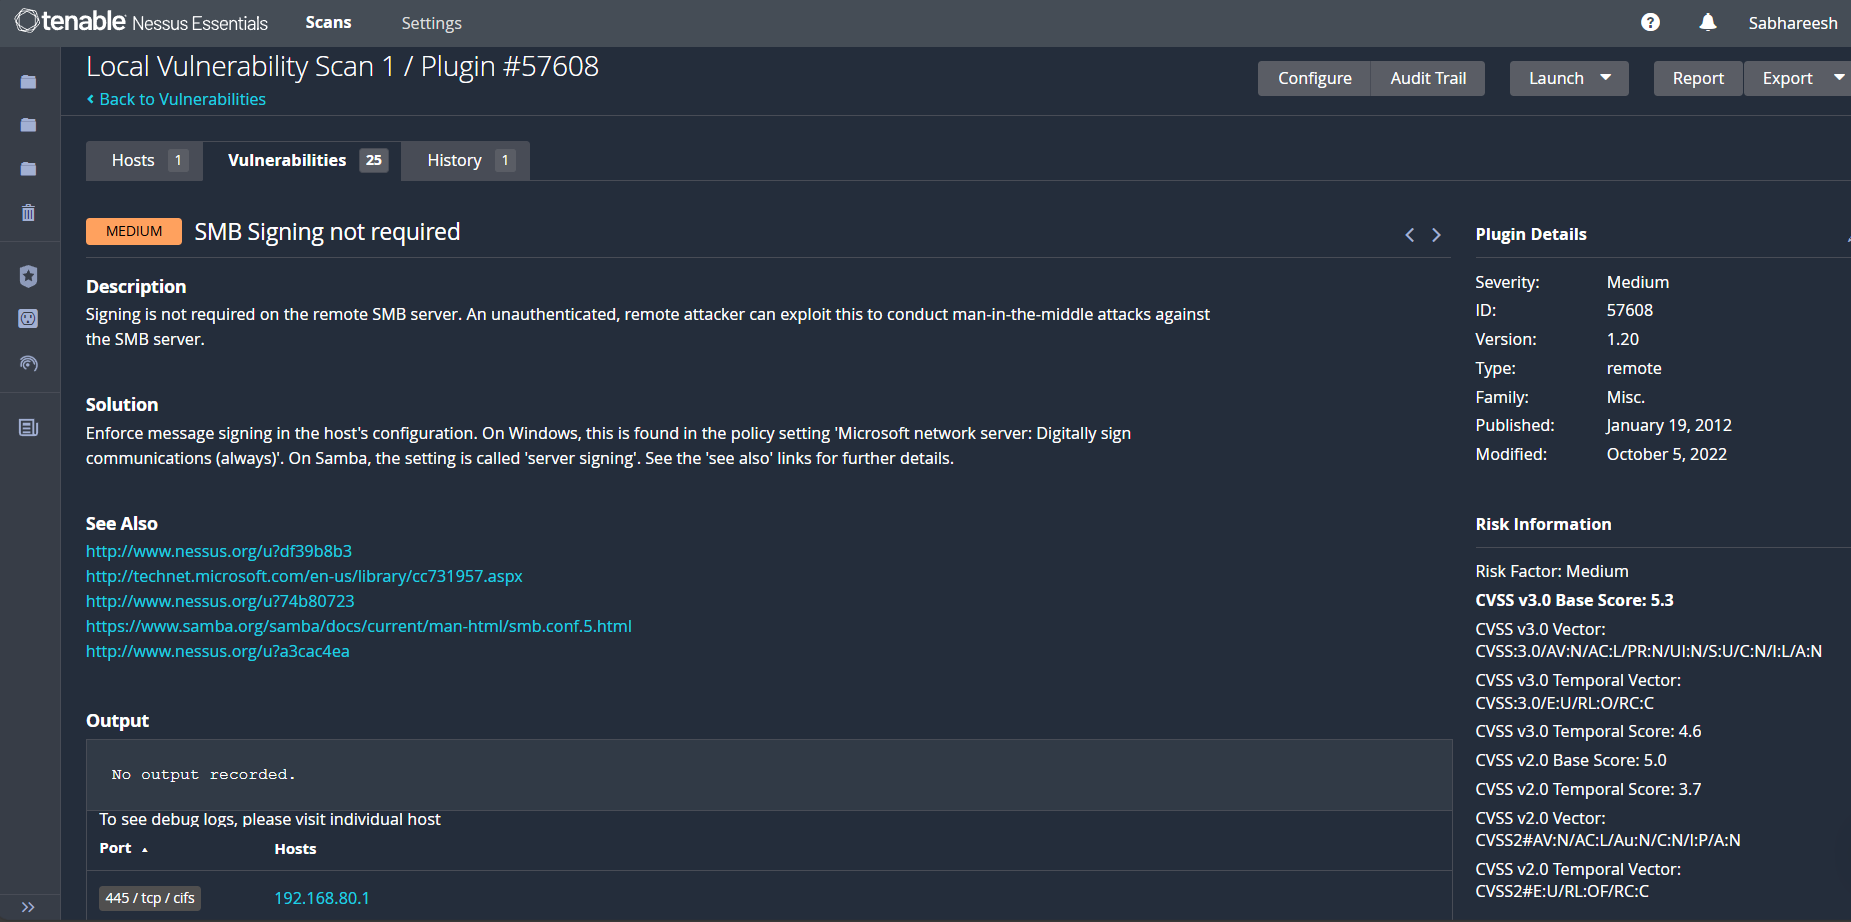 tenable Nessus Essentials Scans Settings Sabhareesh
Local Vulnerability Scan 1 / Plugin #57608
Back to Vulnerabilities
Configure Audit Trail Launch Report Export
Hosts 1 Vulnerabilities 25 History 1
MEDIUM SMB Signing not required
Description
Signing is not required on the remote SMB server. An unauthenticated, remote attacker can exploit this to conduct man-in-the-middle attacks against
the SMB server.
Solution
Enforce message signing in the host's configuration. On Windows, this is found in the policy setting 'Microsoft network server: Digitally sign
communications (always)'. On Samba, the setting is called 'server signing'. See the 'see also' links for further details.
See Also
http://www.nessus.org/u?df39b8b3
http://technet.microsoft.com/en-us/library/cc731957.aspx
http://www.nessus.org/u?74b80723
https://www.samba.org/samba/docs/current/man-html/smb.conf.5.html
http://www.nessus.org/u?a3cac4ea
Output
No output recorded.
To see debug logs, please visit individual host
Port Hosts
445 / tcp / cifs 192.168.80.1
Plugin Details
Severity: Medium
ID: 57608
Version: 1.20
Type: remote
Family: Misc.
Published: January 19, 2012
Modified: October 5, 2022
Risk Information
Risk Factor: Medium
CVSS v3.0 Base Score: 5.3
CVSS v3.0 Vector:
CVSS:3.0/AV:N/AC:L/PR:N/UI:N/S:U/C:N/I:L/A:N
CVSS v3.0 Temporal Vector:
CVSS:3.0/E:U/RL:O/RC:C
CVSS v3.0 Temporal Score: 4.6
CVSS v2.0 Base Score: 5.0
CVSS v2.0 Temporal Score: 3.7
CVSS v2.0 Vector:
CVSS2#AV:N/AC:L/Au:N/C:N/I:P/A:N
CVSS v2.0 Temporal Vector:
CVSS2#E:U/RL:OF/RC:C